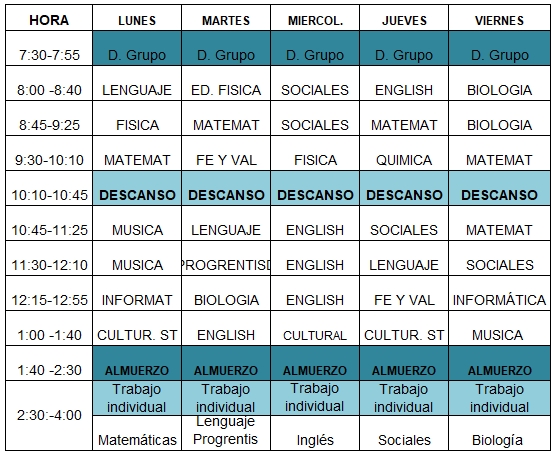 HORA LUNES MARTES MIERCOL. JUEVES VIERNES
7:30-7:55 D. Grupo D. Grupo D. Grupo D. Grupo D. Grupo
8:00 -8:40 LENGUAJE ED. FISICA SOCIALES ENGLISH BIOLOGIA
8:45-9:25 FISICA MATEMAT SOCIALES MATEMAT BIOLOGIA
9:30-10:10 MATEMAT FE Y VAL FISICA QUIMICA MATEMAT
10:10-10:45 DESCANSO DESCANSO DESCANSO DESCANSO DESCANSO
10:45-11:25 MUSICA LENGUAJE ENGLISH SOCIALES MATEMAT
11:30-12:10 MUSICA PROGRENTISD ENGLISH LENGUAJE SOCIALES
12:15-12:55 INFORMAT BIOLOGIA ENGLISH FE Y VAL INFORMÁTICA
1:00 -1:40 CULTUR. ST ENGLISH CULTURAL CULTUR. ST MUSICA
1:40 -2:30 ALMUERZO ALMUERZO ALMUERZO ALMUERZO ALMUERZO
2:30:-4:00 Trabajo individual Trabajo individual Trabajo individual Trabajo individual Trabajo individual
Matemáticas Lenguaje Progrentis Inglés Sociales Biología